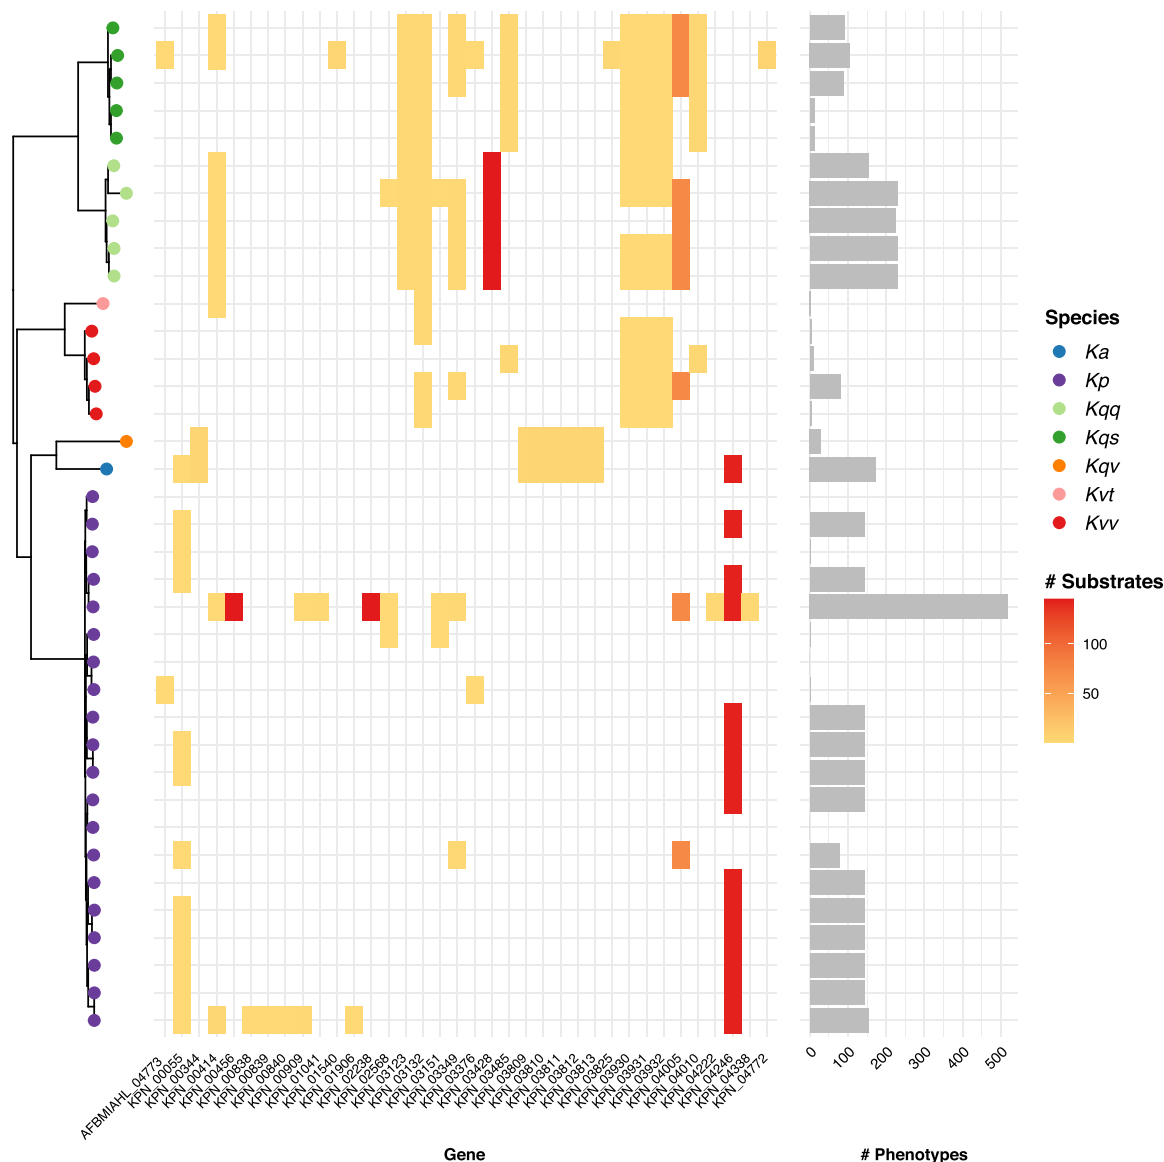 Species
Ka
Kp
Kqq
Kqs
Kqv
Kvt
Kvv
# Substrates
100
50
AFBMIAHL_04773
KPN_00055
KPN_00344
KPN_00414
KPN_00456
KPN_00838
KPN_00839
KPN_00840
KPN_00909
KPN_01041
KPN_01540
KPN_01906
KPN_02238
KPN_02568
KPN_03123
KPN_03132
KPN_03151
KPN_03349
KPN_03376
KPN_03428
KPN_03485
KPN_03809
KPN_03810
KPN_03811
KPN_03812
KPN_03813
KPN_03825
KPN_03930
KPN_03931
KPN_03932
KPN_04005
KPN_04010
KPN_04222
KPN_04246
KPN_04338
KPN_04772
0
100
200
300
400
500
Gene
# Phenotypes